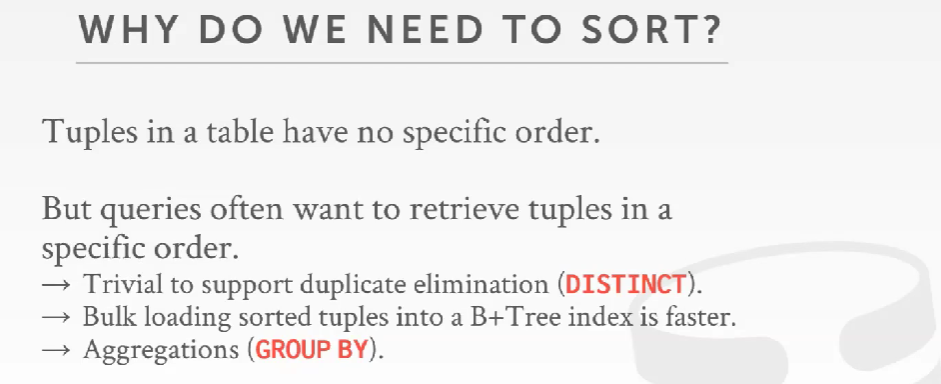 WHY DO WE NEED TO SORT?
Tuples in a table have no specific order.
But queries often want to retrieve tuples in a
specific order.
→ Trivial to support duplicate elimination (DISTINCT).
→ Bulk loading sorted tuples into a B+Tree index is faster.
→ Aggregations (GROUP BY).